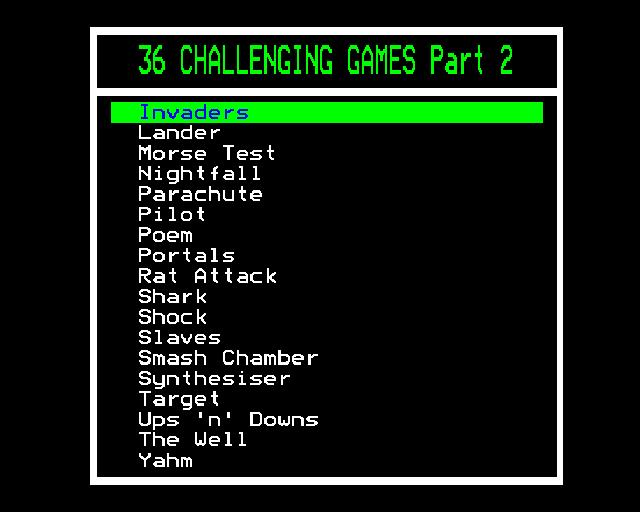 36 CHALLENGING GAMES Part 2
Invaders
Lander
Morse Test
Nightfall
Parachute
Pilot
Poem
Portals
Rat Attack
Shark
Shock
Slaves
Smash Chamber
Synthesiser
Target
Ups 'n' Downs
The Well
Yahm